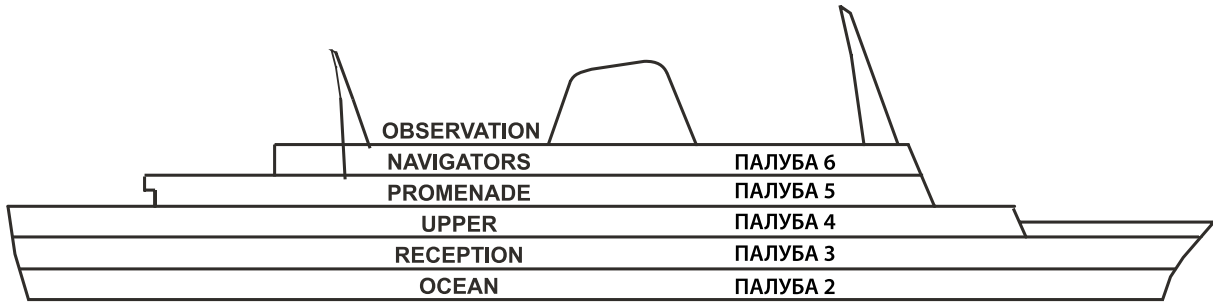 OBSERVATION
NAVIGATORS ПАЛУБА 6
PROMENADE ПАЛУБА 5
UPPER ПАЛУБА 4
RECEPTION ПАЛУБА 3
OCEAN ПАЛУБА 2